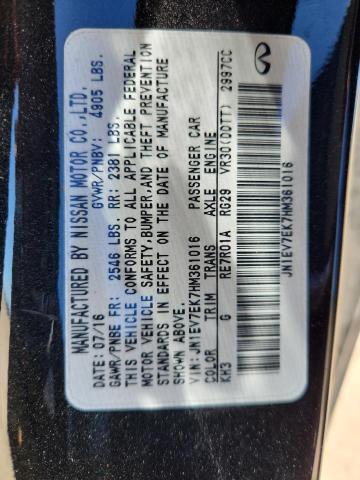 MANUFACTURED BY NISSAN MOTOR CO.,LTD.
07/16 GVWR/PNBV: 4905 LBS.
GAWR/PNBE FR: 2546 LBS. RR: 2381 LBS.
THIS VEHICLE CONFORMS TO ALL APPLICABLE FEDERAL
MOTOR VEHICLE SAFETY,BUMPER,AND THEFT PREVENTION
STANDARDS IN EFFECT ON THE DATE OF MANUFACTURE
SHOWN ABOVE.
VIN:JN1EV7EK7HM361016 PASSENGER CAR
COLOR TRIM TRANS AXLE ENGINE
KH3 G RE7R01A RG29 VR30(DDTT) 2997CC
JN1EV7EK7HM361016